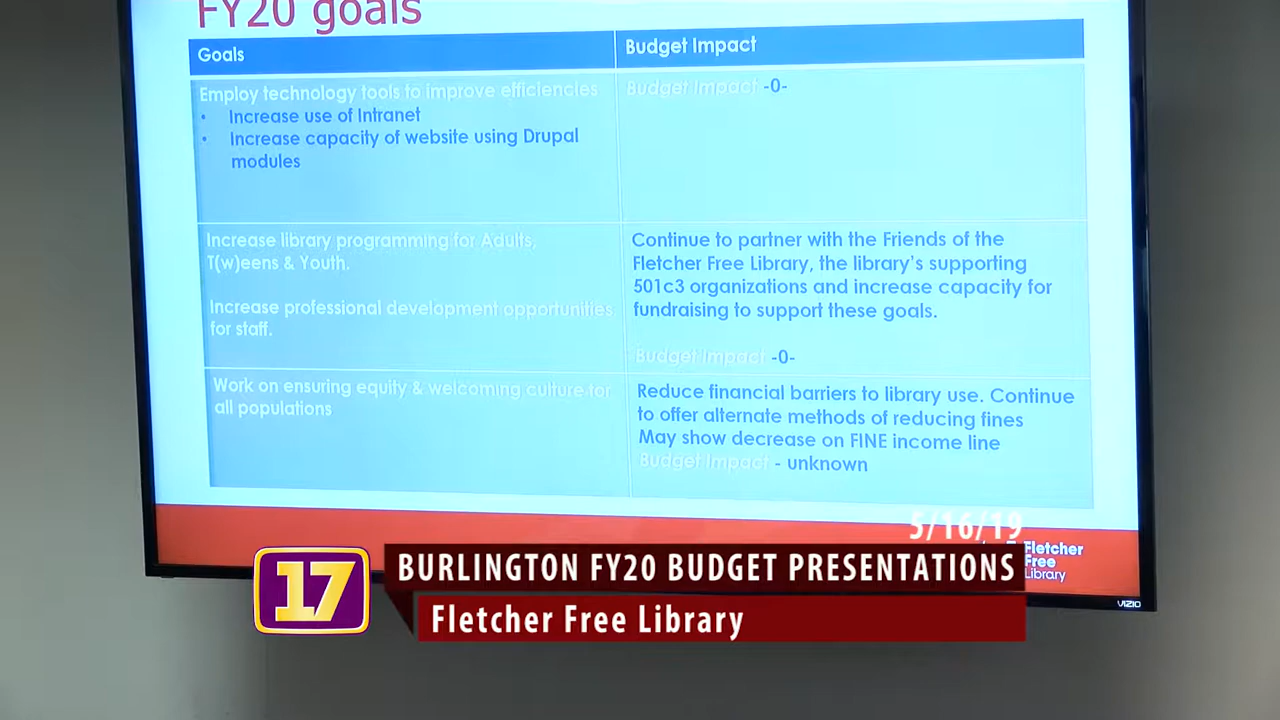 FY20 goals
Goals
Budget Impact
Employ technology tools to improve efficiencies
• Increase use of Intranet
• Increase capacity of website using Drupal
modules
Budget Impact -0-
Increase library programming for Adults,
T(w)eens & Youth.
Increase professional development opportunities
for staff.
Continue to partner with the Friends of the
Fletcher Free Library, the library's supporting
501c3 organizations and increase capacity for
fundraising to support these goals.
Budget Impact -0-
Work on ensuring equity & welcoming culture for
all populations
Reduce financial barriers to library use. Continue
to offer alternate methods of reducing fines
May show decrease on FINE income line
Budget Impact - unknown
5/16/19
Fletcher
Free
Library
17
BURLINGTON FY20 BUDGET PRESENTATIONS
Fletcher Free Library
VIZIO